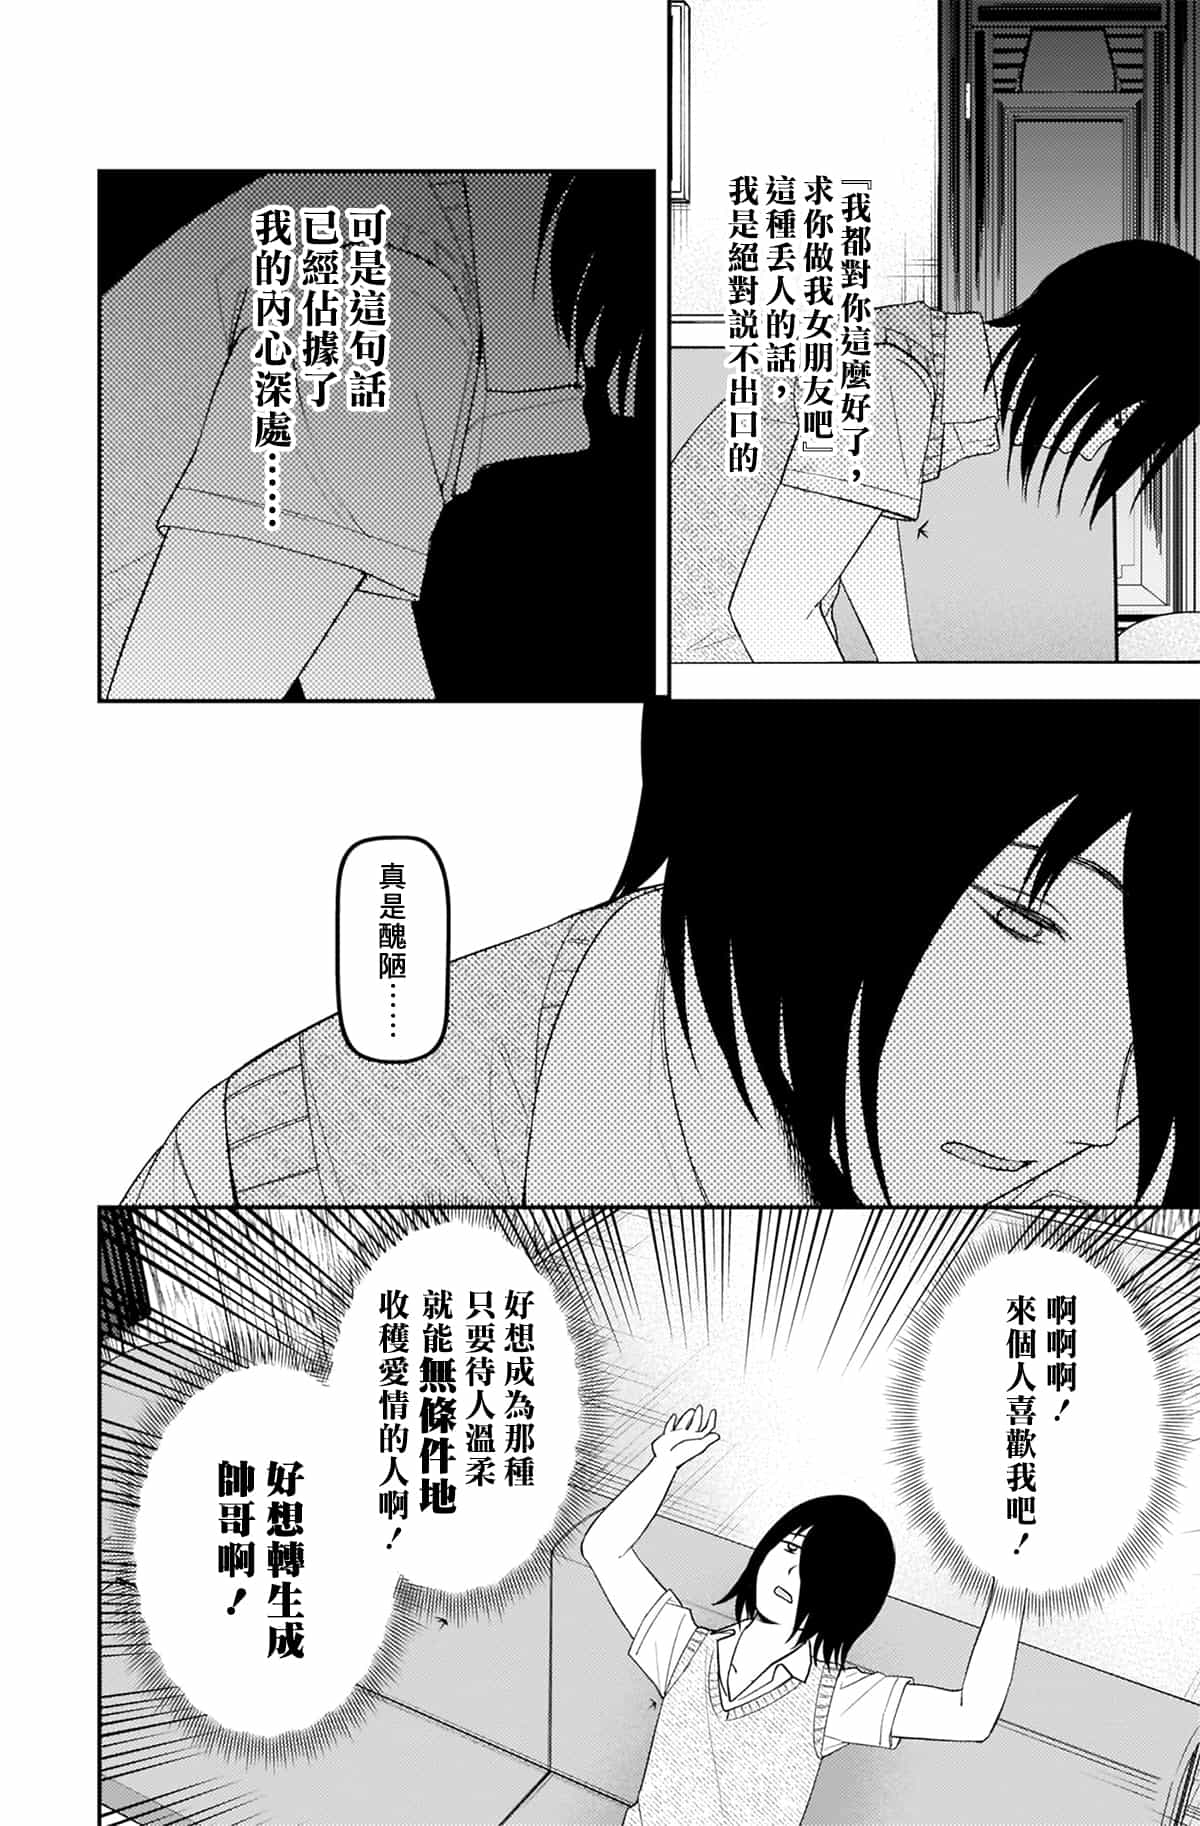 『我都對你這麼好了，
求你做我女朋友吧』
這種丟人的話，
我是絕對説不出口的
可是這句話
已經佔據了
我的內心深處……
真是醜陋……
啊啊啊！
來個人喜歡我吧！
好想成為那種
只要待人溫柔
就能無條件地
收穫愛情的人啊！
好想轉生成
帥哥啊！